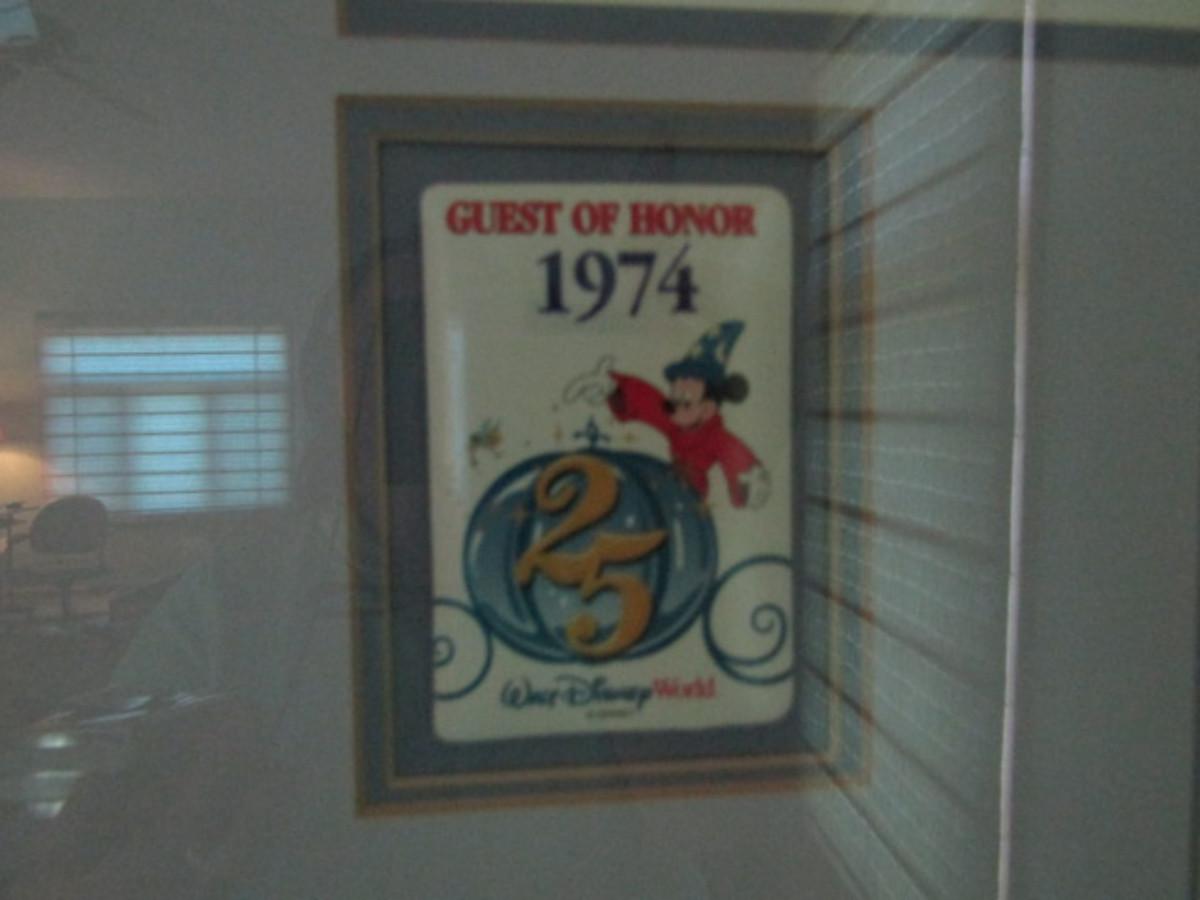 GUEST OF HONOR
1974
25
Walt Disney World